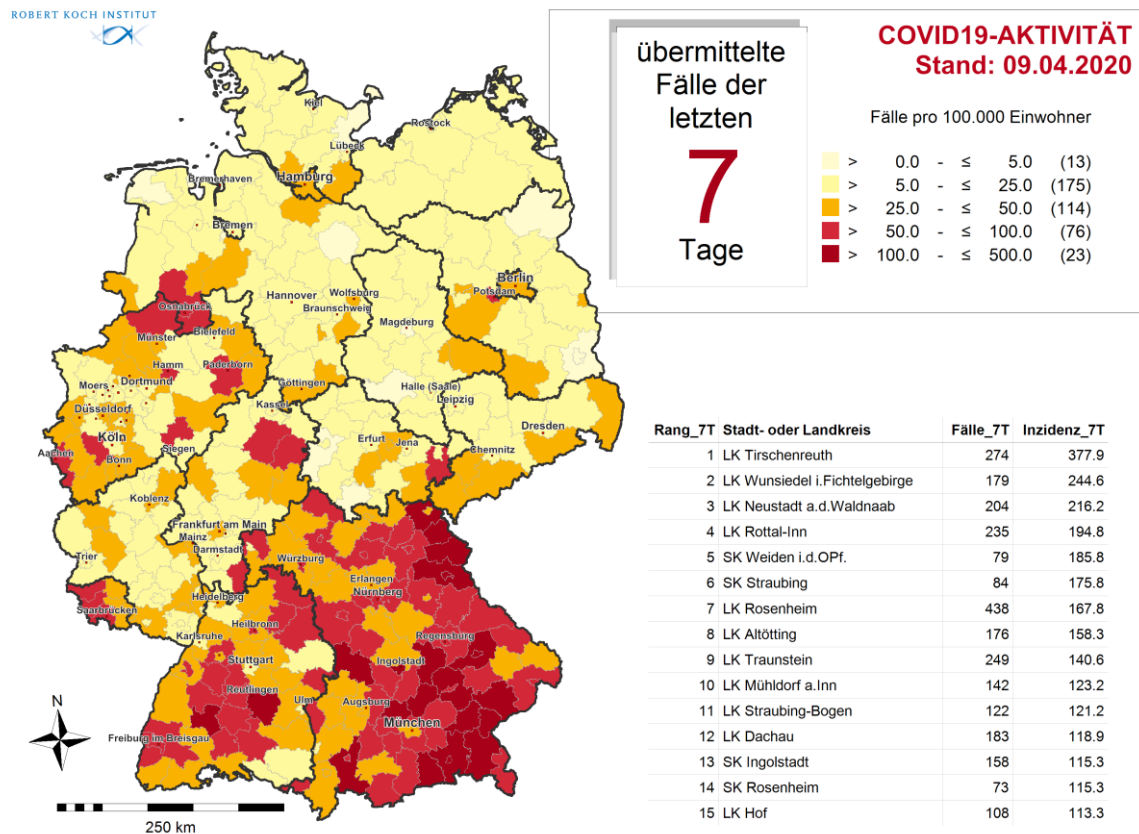 ROBERT KOCH INSTITUT
übermittelte
Fälle der
letzten
7
Tage
COVID19-AKTIVITÄT
Stand: 09.04.2020
Fälle pro 100.000 Einwohner
> 0.0 - ≤ 5.0 (13)
> 5.0 - ≤ 25.0 (175)
> 25.0 - ≤ 50.0 (114)
> 50.0 - ≤ 100.0 (76)
> 100.0 - ≤ 500.0 (23)
Kiel
Rostock
Lübeck
Hamburg
Bremerhaven
Bremen
Berlin
Potsdam
Hannover
Wolfsburg
Braunschweig
Osnabrück
Magdeburg
Münster
Bielefeld
Hamm
Paderborn
Moers
Dortmund
Göttingen
Halle (Saale)
Leipzig
Düsseldorf
Kassel
Dresden
Köln
Erfurt
Jena
Chemnitz
Aachen
Siegen
Bonn
Koblenz
Frankfurt am Main
Mainz
Darmstadt
Trier
Würzburg
Erlangen
Nürnberg
Heidelberg
Saarbrücken
Heilbronn
Karlsruhe
Regensburg
Stuttgart
Ingolstadt
Reutlingen
Ulm
Augsburg
München
Freiburg im Breisgau
N
250 km
Rang_7T Stadt- oder Landkreis Fälle_7T Inzidenz_7T
1 LK Tirschenreuth 274 377.9
2 LK Wunsiedel i.Fichtelgebirge 179 244.6
3 LK Neustadt a.d.Waldnaab 204 216.2
4 LK Rottal-Inn 235 194.8
5 SK Weiden i.d.OPf. 79 185.8
6 SK Straubing 84 175.8
7 LK Rosenheim 438 167.8
8 LK Altötting 176 158.3
9 LK Traunstein 249 140.6
10 LK Mühldorf a.Inn 142 123.2
11 LK Straubing-Bogen 122 121.2
12 LK Dachau 183 118.9
13 SK Ingolstadt 158 115.3
14 SK Rosenheim 73 115.3
15 LK Hof 108 113.3